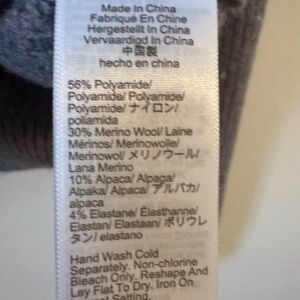 Made In China
Fabriqué En China
Hergestellt In China
Vervaardigd In China
中国製
hecho en china
56% Polyamide/
Polyamide/ Polyamide/
Polyamide/ ナイロン/
poliamida
30% Merino Wool/ Laine
Mérinos/ Merinowolle/
Merinowol/ メリノウール/
Lana Merino
10% Alpaca/ Alpaga/
Alpaka/ Alpaca/ アルパカ/
alpaca
4% Elastane/ Élasthanne/
Elastan/ Elastaan/ ポリウレ
タン/ elastano
Hand Wash Cold
Separately. Non-chlorine
Bleach Only. Reshape And
Lay Flat To Dry. Iron On
Setting.